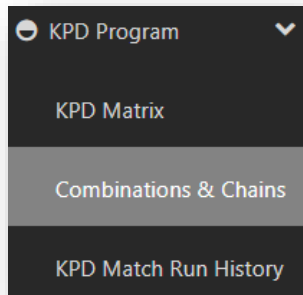 KPD Program
KPD Matrix
Combinations & Chains
KPD Match Run History